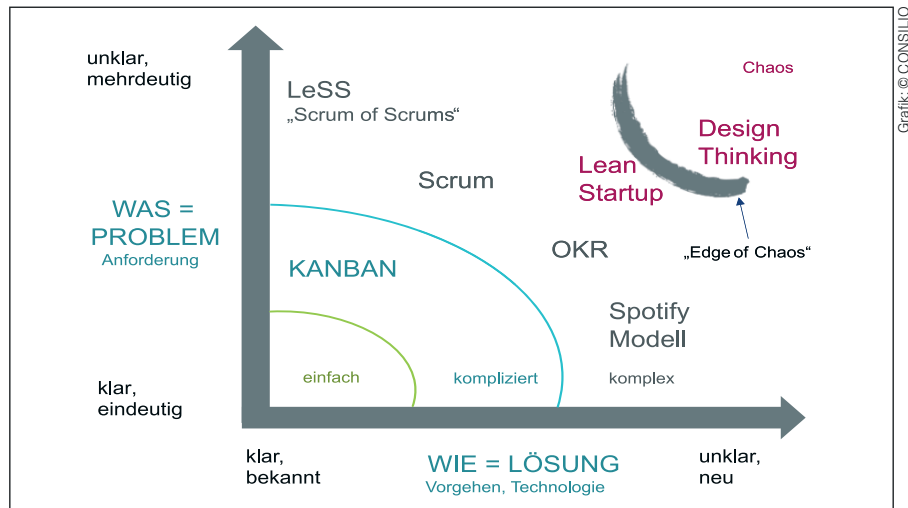 unklar,
mehrdeutig
LeSS
„Scrum of Scrums“
Chaos
Design
Thinking
Lean
Startup
Scrum
WAS =
PROBLEM
Anforderung
KANBAN
OKR
„Edge of Chaos“
Spotify
Modell
einfach
kompliziert
komplex
klar,
eindeutig
klar,
bekannt
WIE = LÖSUNG
Vorgehen, Technologie
unklar,
neu
Grafik: © CONSILIO